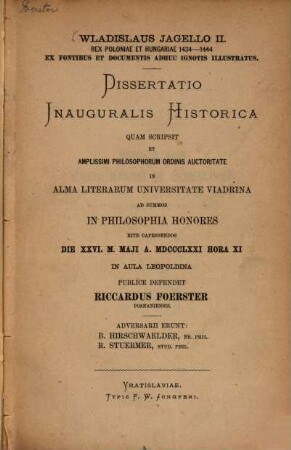 Foerster
WLADISLAUS JAGELLO II.
REX POLONIAE ET HUNGARIAE 1434—1444
EX FONTIBUS ET DOCUMENTIS ADHUC IGNOTIS ILLUSTRATUS.
DISSERTATIO
INAUGURALIS HISTORICA
QUAM SCRIPSIT
ET
AMPLISSIMI PHILOSOPHORUM ORDINIS AUCTORITATE
IN
ALMA LITERARUM UNIVERSITATE VIADRINA
AD SUMMOS
IN PHILOSOPHIA HONORES
RITE CAPESSENDOS
DIE XXVI. M. MAJI A. MDCCCLXXI HORA XI
IN AULA LEOPOLDINA
PUBLICE DEFENDET
RICCARDUS FOERSTER
POSNANIENSIS.
ADVERSARII ERUNT:
B. HIRSCHWAELDER, DR. PHIL.
R. STUERMER, STUD. PHIL.
VRATISLAVIAE.
TYPIS F. W. JUNGFERI.